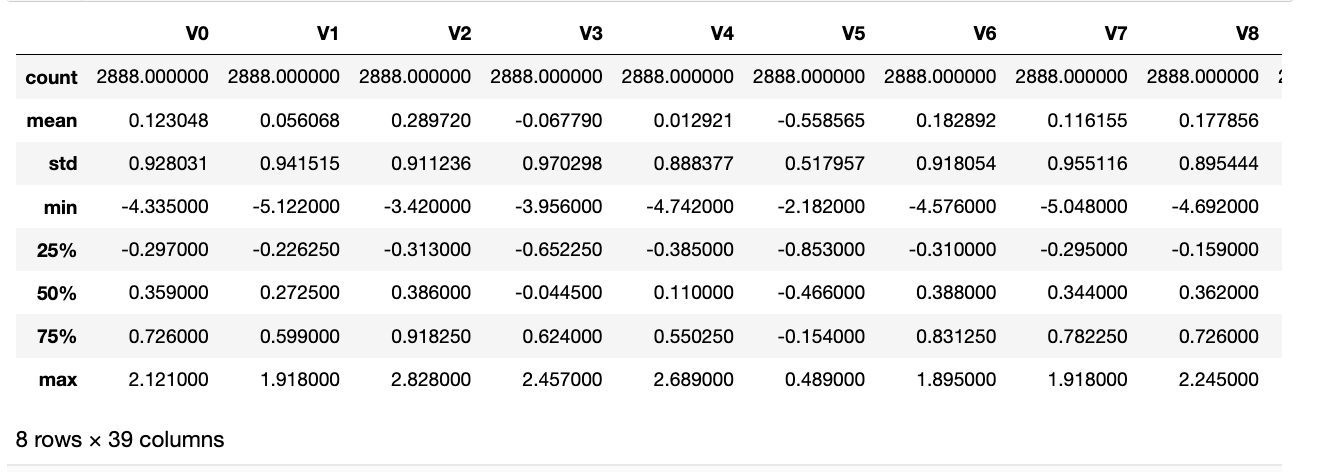 V0 V1 V2 V3 V4 V5 V6 V7 V8
count 2888.000000 2888.000000 2888.000000 2888.000000 2888.000000 2888.000000 2888.000000 2888.000000 2888.000000
mean 0.123048 0.056068 0.289720 -0.067790 0.012921 -0.558565 0.182892 0.116155 0.177856
std 0.928031 0.941515 0.911236 0.970298 0.888377 0.517957 0.918054 0.955116 0.895444
min -4.335000 -5.122000 -3.420000 -3.956000 -4.742000 -2.182000 -4.576000 -5.048000 -4.692000
25% -0.297000 -0.226250 -0.313000 -0.652250 -0.385000 -0.853000 -0.310000 -0.295000 -0.159000
50% 0.359000 0.272500 0.386000 -0.044500 0.110000 -0.466000 0.388000 0.344000 0.362000
75% 0.726000 0.599000 0.918250 0.624000 0.550250 -0.154000 0.831250 0.782250 0.726000
max 2.121000 1.918000 2.828000 2.457000 2.689000 0.489000 1.895000 1.918000 2.245000
8 rows × 39 columns